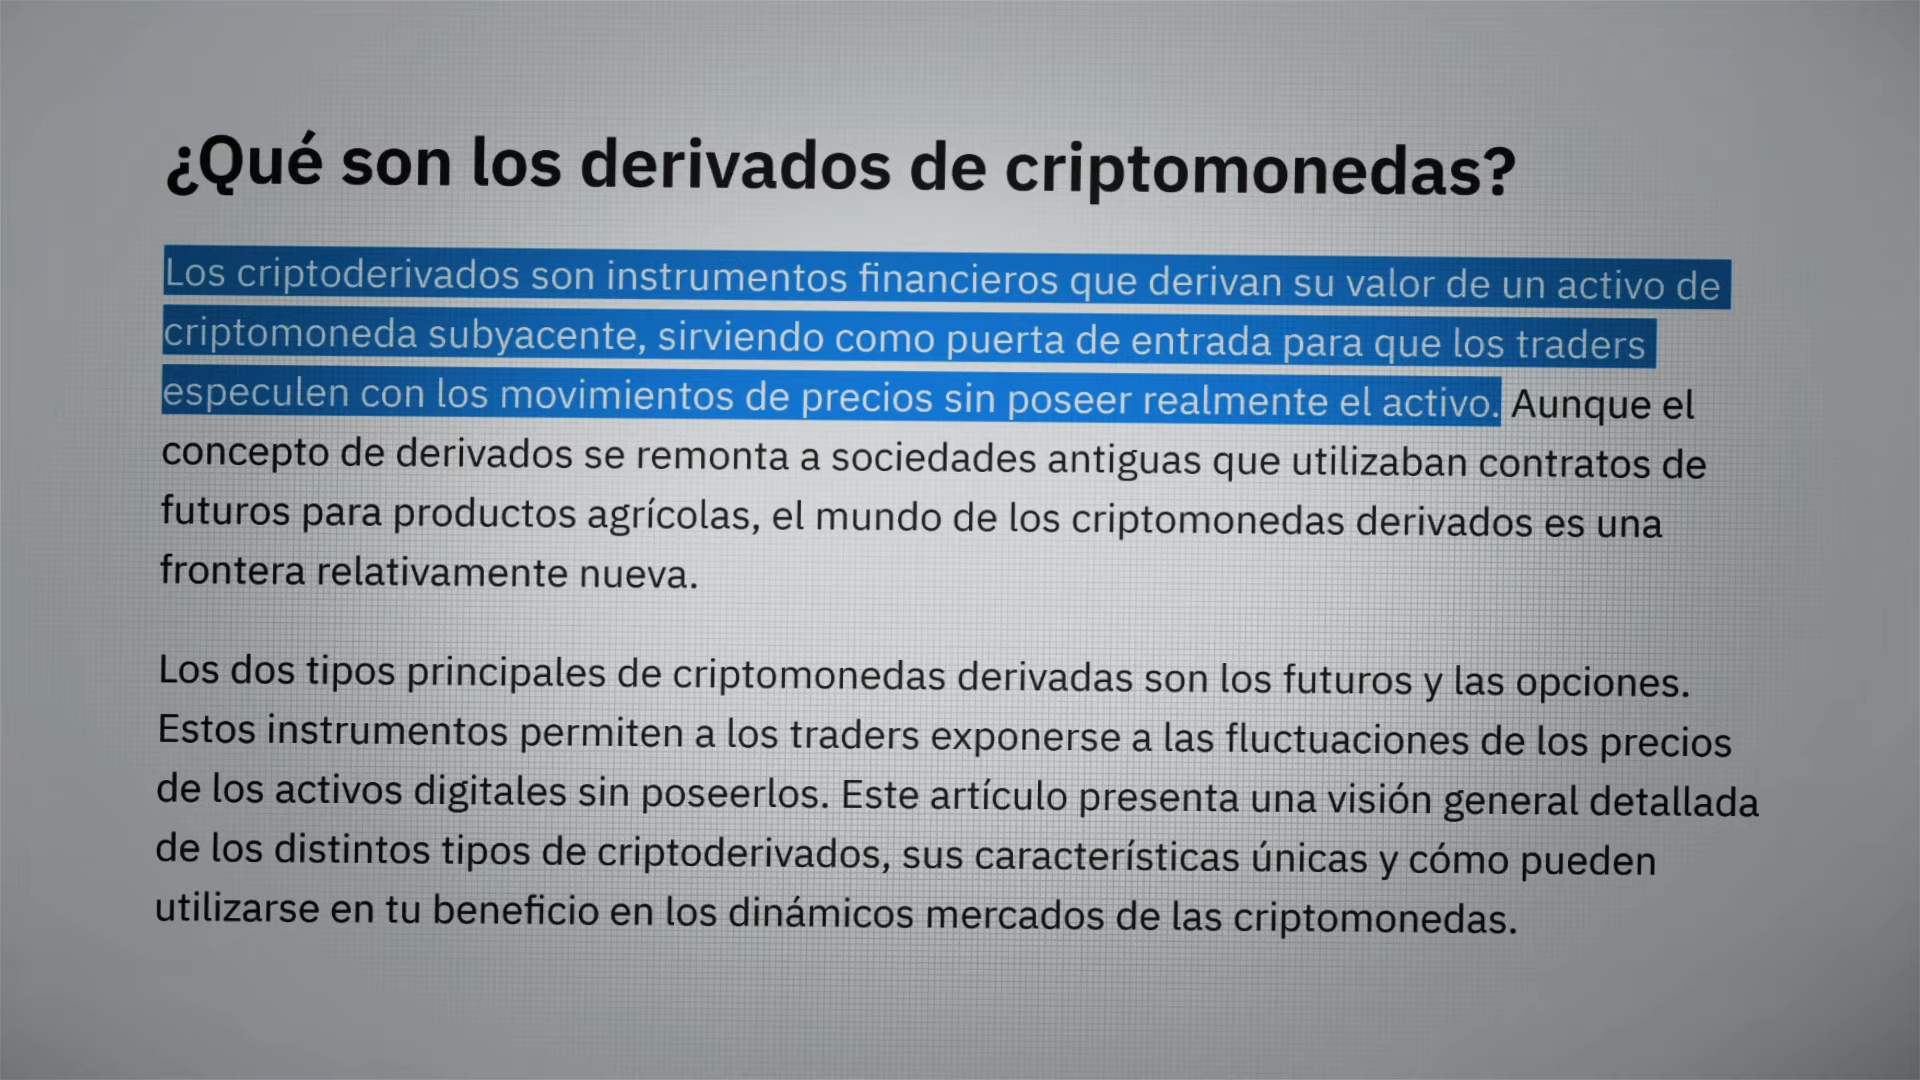 ¿Qué son los derivados de criptomonedas?
Los criptoderivados son instrumentos financieros que derivan su valor de un activo de
criptomoneda subyacente, sirviendo como puerta de entrada para que los traders
especulen con los movimientos de precios sin poseer realmente el activo. Aunque el
concepto de derivados se remonta a sociedades antiguas que utilizaban contratos de
futuros para productos agrícolas, el mundo de los criptomonedas derivados es una
frontera relativamente nueva.
Los dos tipos principales de criptomonedas derivadas son los futuros y las opciones.
Estos instrumentos permiten a los traders exponerse a las fluctuaciones de los precios
de los activos digitales sin poseerlos. Este artículo presenta una visión general detallada
de los distintos tipos de criptoderivados, sus características únicas y cómo pueden
utilizarse en tu beneficio en los dinámicos mercados de las criptomonedas.